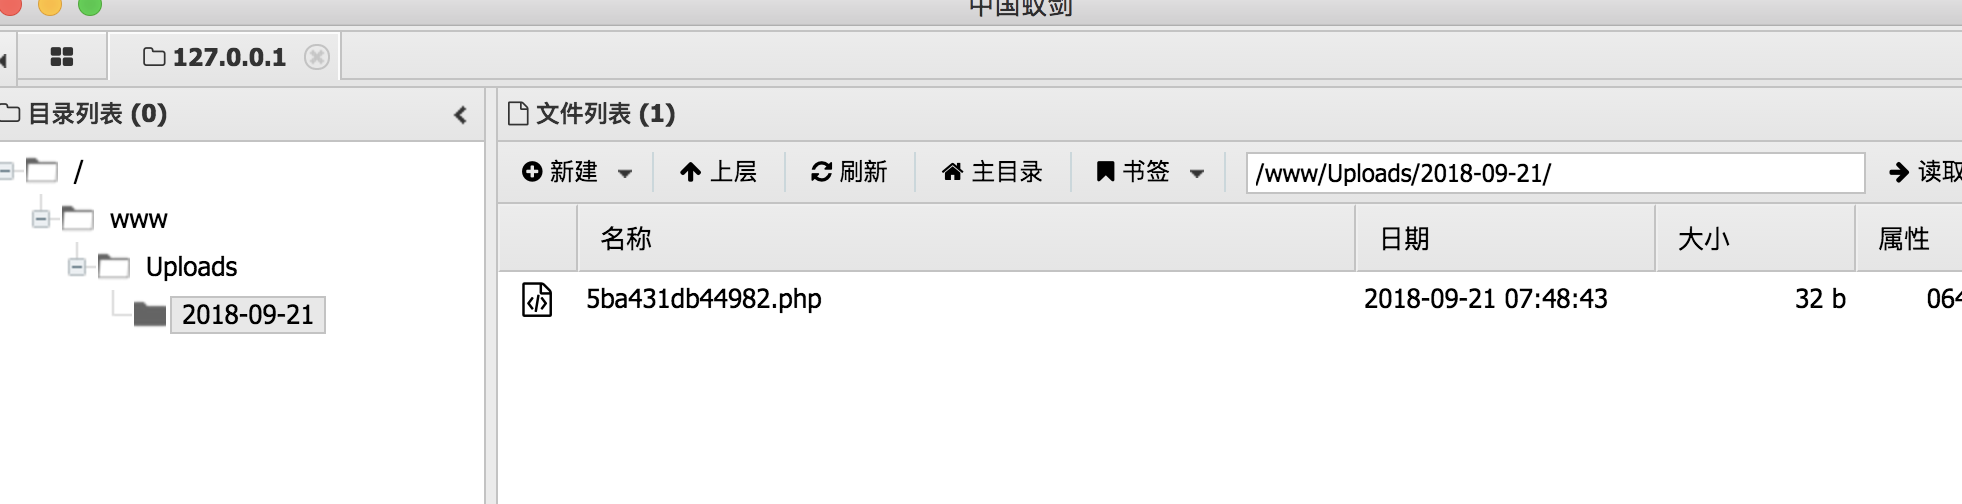 中国蚁剑
127.0.0.1
目录列表 (0)
文件列表 (1)
新建 上层 刷新 主目录 书签 /www/Uploads/2018-09-21/ 读取
/
www
Uploads
2018-09-21
名称 日期 大小 属性
5ba431db44982.php 2018-09-21 07:48:43 32 b 064